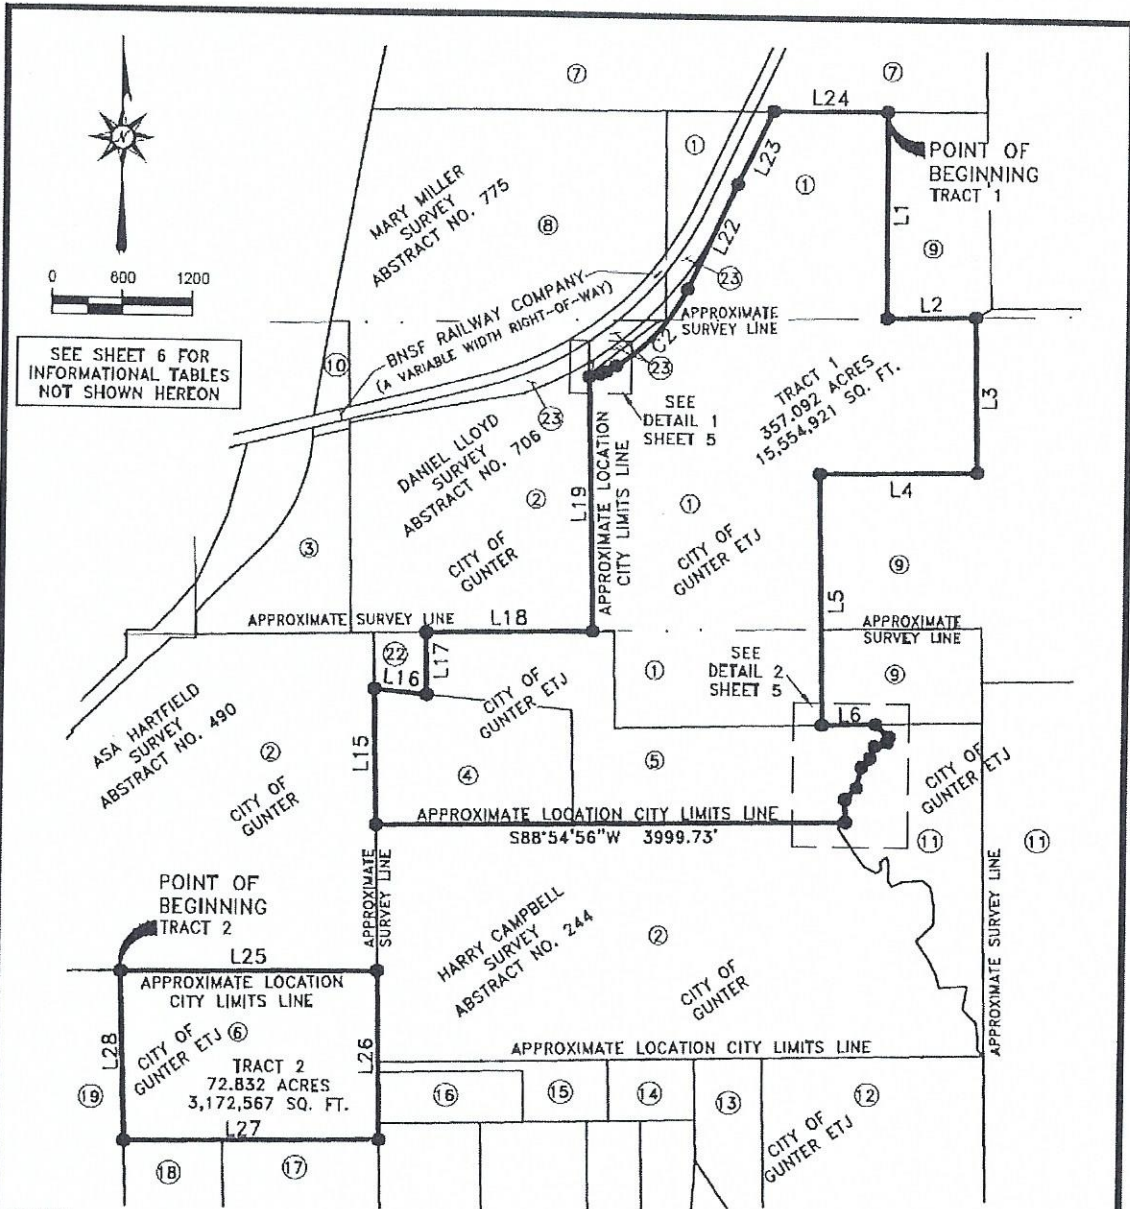 7
7
L24
N
1
L23
1
POINT OF
BEGINNING
TRACT 1
MARY MILLER
SURVEY
ABSTRACT NO. 775
8
L22
L1
9
0 600 1200
23
BNSF RAILWAY COMPANY
(A VARIABLE WIDTH RIGHT-OF-WAY)
APPROXIMATE
SURVEY LINE
L2
SEE SHEET 6 FOR
INFORMATIONAL TABLES
NOT SHOWN HEREON
10
C2
23
TRACT 1
357.092 ACRES
15,554,921 SQ. FT.
L3
23
SEE
DETAIL 1
SHEET 5
DANIEL LLOYD
SURVEY
ABSTRACT NO. 706
2
L19
APPROXIMATE LOCATION
CITY LIMITS LINE
1
L4
3
CITY OF
GUNTER
CITY OF
GUNTER ETJ
9
L5
APPROXIMATE SURVEY LINE
L18
APPROXIMATE
SURVEY LINE
22
L17
L16
CITY OF
GUNTER ETJ
1
SEE
DETAIL 2
SHEET 5
9
L6
ASA HARTFIELD
SURVEY
ABSTRACT NO. 490
2
L15
CITY OF
GUNTER
4
5
CITY OF
GUNTER ETJ
APPROXIMATE LOCATION CITY LIMITS LINE
S88°54'56"W 3999.73'
11
11
POINT OF
BEGINNING
TRACT 2
APPROXIMATE
SURVEY LINE
HARRY CAMPBELL
SURVEY
ABSTRACT NO. 244
2
CITY OF
GUNTER
APPROXIMATE SURVEY LINE
L25
APPROXIMATE LOCATION
CITY LIMITS LINE
CITY OF
GUNTER ETJ
6
L28
L26
TRACT 2
72.832 ACRES
3,172,567 SQ. FT.
APPROXIMATE LOCATION CITY LIMITS LINE
19
16
15
14
13
12
L27
CITY OF
GUNTER ETJ
18
17